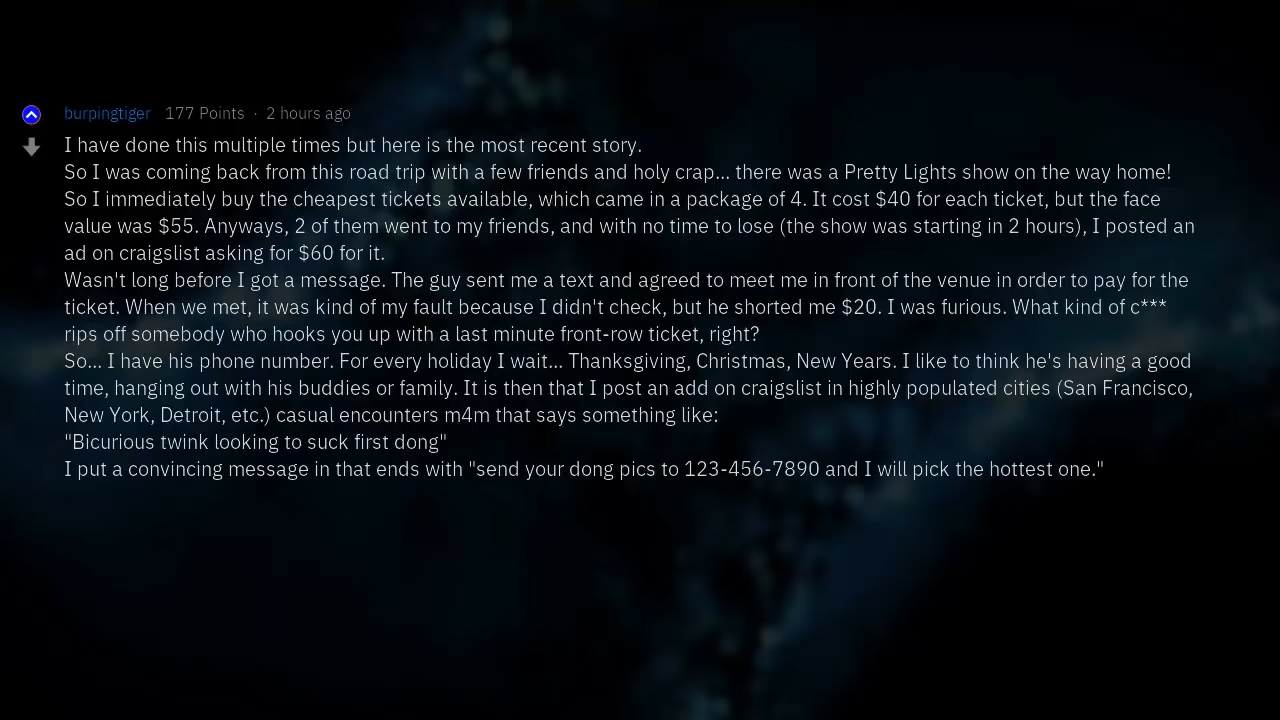 burpingtiger 177 Points · 2 hours ago
I have done this multiple times but here is the most recent story.
So I was coming back from this road trip with a few friends and holy crap... there was a Pretty Lights show on the way home!
So I immediately buy the cheapest tickets available, which came in a package of 4. It cost $40 for each ticket, but the face
value was $55. Anyways, 2 of them went to my friends, and with no time to lose (the show was starting in 2 hours), I posted an
ad on craigslist asking for $60 for it.
Wasn't long before I got a message. The guy sent me a text and agreed to meet me in front of the venue in order to pay for the
ticket. When we met, it was kind of my fault because I didn't check, but he shorted me $20. I was furious. What kind of c***
rips off somebody who hooks you up with a last minute front-row ticket, right?
So... I have his phone number. For every holiday I wait... Thanksgiving, Christmas, New Years. I like to think he's having a good
time, hanging out with his buddies or family. It is then that I post an add on craigslist in highly populated cities (San Francisco,
New York, Detroit, etc.) casual encounters m4m that says something like:
"Bicurious twink looking to suck first dong"
I put a convincing message in that ends with "send your dong pics to 123-456-7890 and I will pick the hottest one."